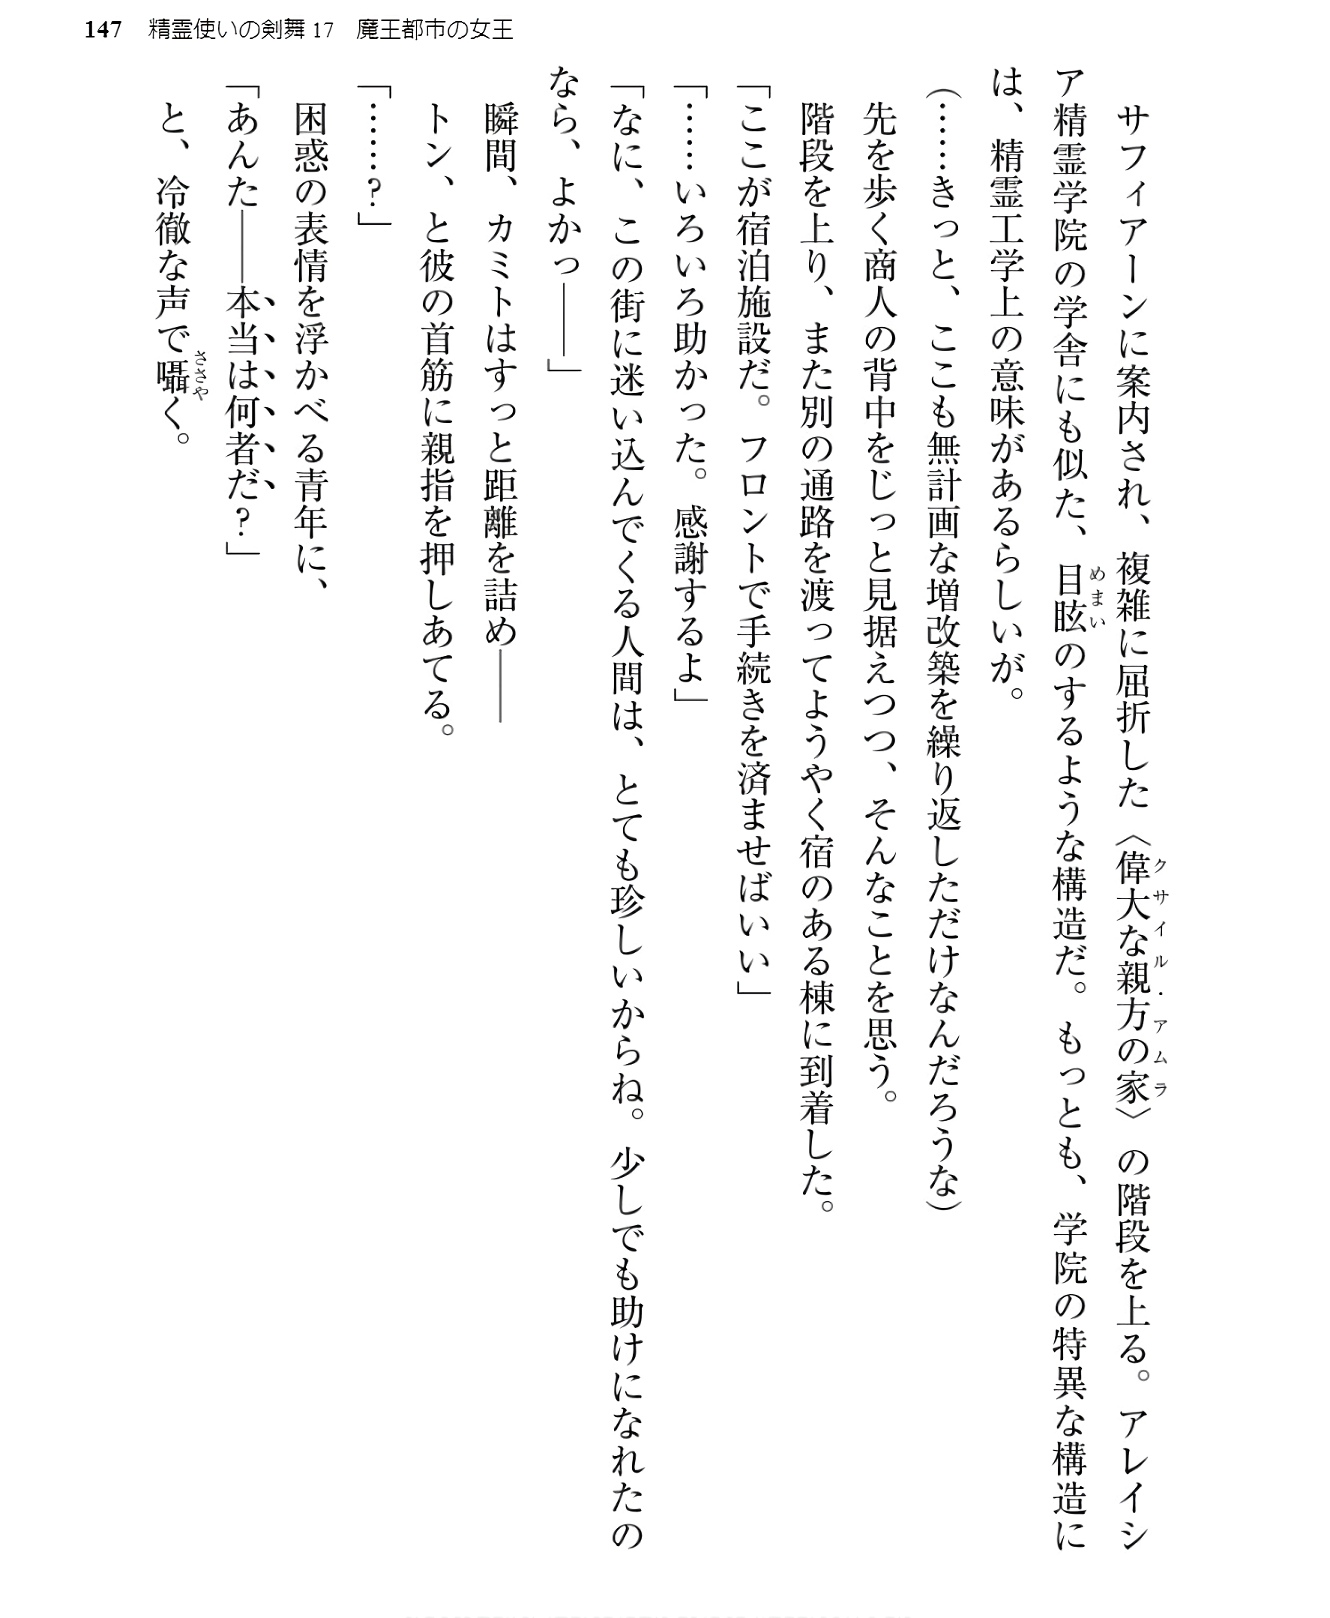 147 精霊使いの剣舞17 魔王都市の女王
サフィアーンに案内され、複雑に屈折した〈偉大な親方の家〉の階段を上る。アレイシ
クサイル・アムラ
ア精霊学院の学舎にも似た、目眩のするような構造だ。もっとも、学院の特異な構造に
めまい
は、精霊工学上の意味があるらしいが。
(……きっと、ここも無計画な増改築を繰り返しただけなんだろうな)
先を歩く商人の背中をじっと見据えつつ、そんなことを思う。
階段を上り、また別の通路を渡ってようやく宿のある棟に到着した。
「ここが宿泊施設だ。フロントで手続きを済ませばいい」
「……いろいろ助かった。感謝するよ」
「なに、この街に迷い込んでくる人間は、とても珍しいからね。少しでも助けになれたの
なら、よかっ――」
瞬間、カミトはすっと距離を詰め――
トン、と彼の首筋に親指を押しあてる。
「……?」
困惑の表情を浮かべる青年に、
「あんた――本当は何者だ?」
と、冷徹な声で囁く。
ささや